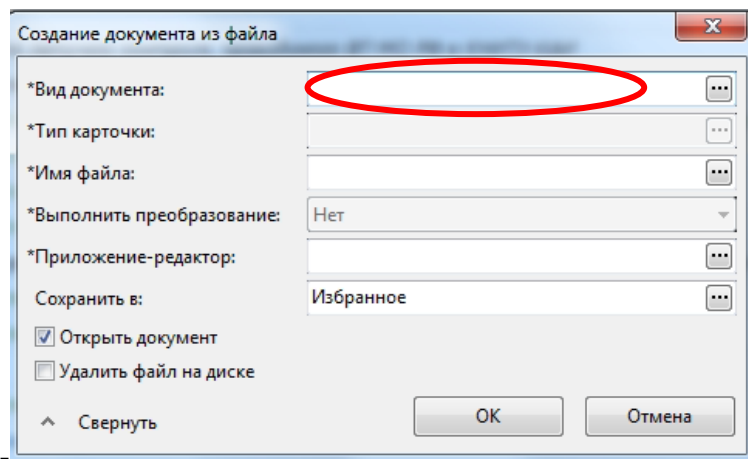 Создание документа из файла
*Вид документа:
*Тип карточки:
*Имя файла:
*Выполнить преобразование: Нет
*Приложение-редактор:
Сохранить в: Избранное
Открыть документ
Удалить файл на диске
Свернуть ОК Отмена